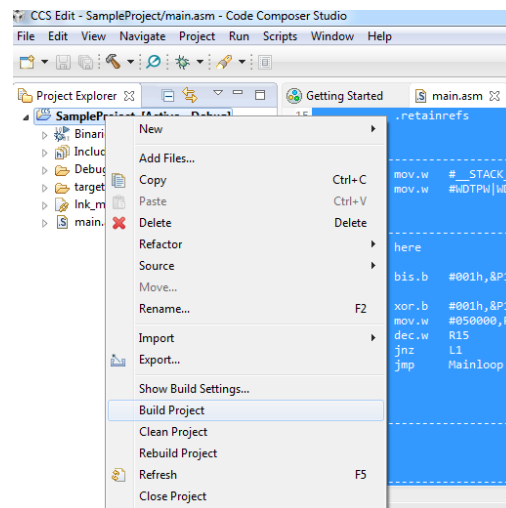 CCS Edit - SampleProject/main.asm - Code Composer Studio
File Edit View Navigate Project Run Scripts Window Help
Project Explorer
Getting Started
main.asm
SampleProject [Active - Debug]
15
.retainrefs
Binari
Includ
Debug
target
lnk_m
main.
New
Add Files...
Copy Ctrl+C
Paste Ctrl+V
Delete Delete
Refactor
Source
Move...
Rename... F2
Import
Export...
Show Build Settings...
Build Project
Clean Project
Rebuild Project
Refresh F5
Close Project
mov.w #__STACK_
mov.w #WDTPW|WD
here
bis.b #001h,&P1
xor.b #001h,&P1
mov.w #050000,R
dec.w R15
jnz L1
jmp Mainloop